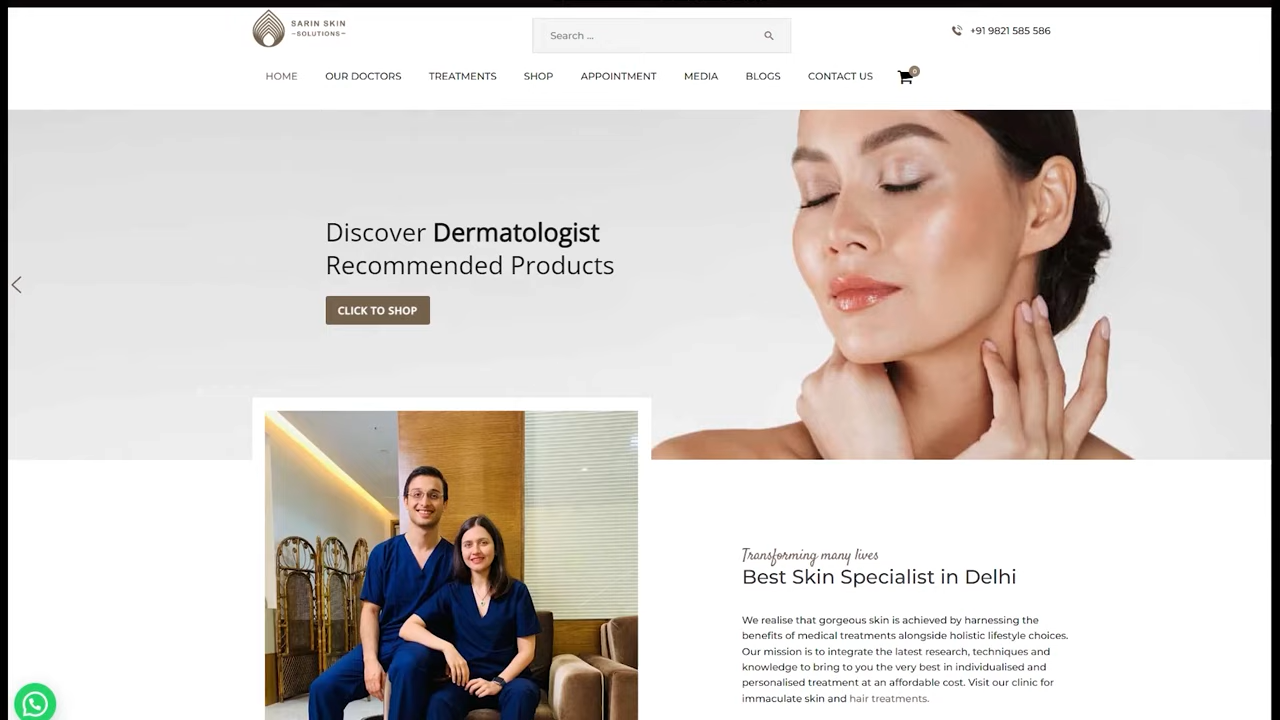 SARIN SKIN
~SOLUTIONS~
Search ...
+91 9821 585 586
HOME OUR DOCTORS TREATMENTS SHOP APPOINTMENT MEDIA BLOGS CONTACT US 0
Discover Dermatologist
Recommended Products
CLICK TO SHOP
Transforming many lives
Best Skin Specialist in Delhi
We realise that gorgeous skin is achieved by harnessing the
benefits of medical treatments alongside holistic lifestyle choices.
Our mission is to integrate the latest research, techniques and
knowledge to bring to you the very best in individualised and
personalised treatment at an affordable cost. Visit our clinic for
immaculate skin and hair treatments.